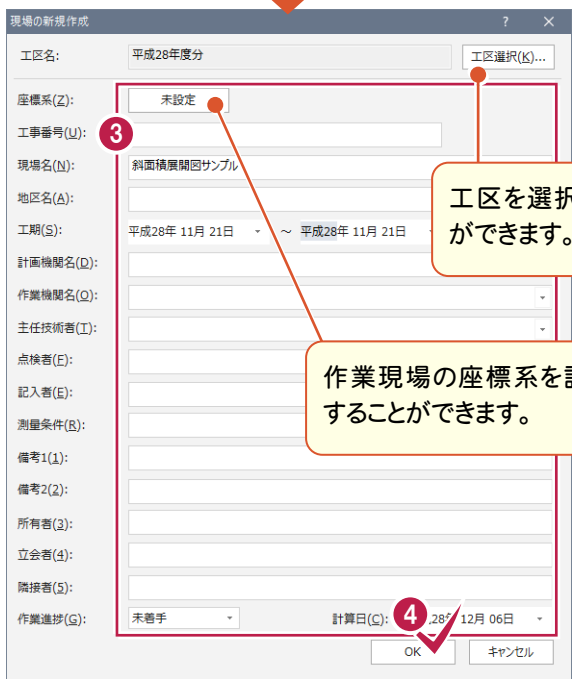 現場の新規作成 ? ×
工区名: 平成28年度分 工区選択(K)...
座標系(Z): 未設定
3
工事番号(U):
現場名(N): 斜面積展開図サンプル
地区名(A):
工区を選択
ができます。
工期(S): 平成28年 11月 21日 ～ 平成28年 11月 21日
計画機関名(D):
作業機関名(O):
主任技術者(T):
点検者(F):
作業現場の座標系を
することができます。
記入者(E):
測量条件(R):
備考1(1):
備考2(2):
所有者(3):
立会者(4):
隣接者(5):
作業進捗(G): 未着手 計算日(C): 28年 12月 06日
4
OK キャンセル